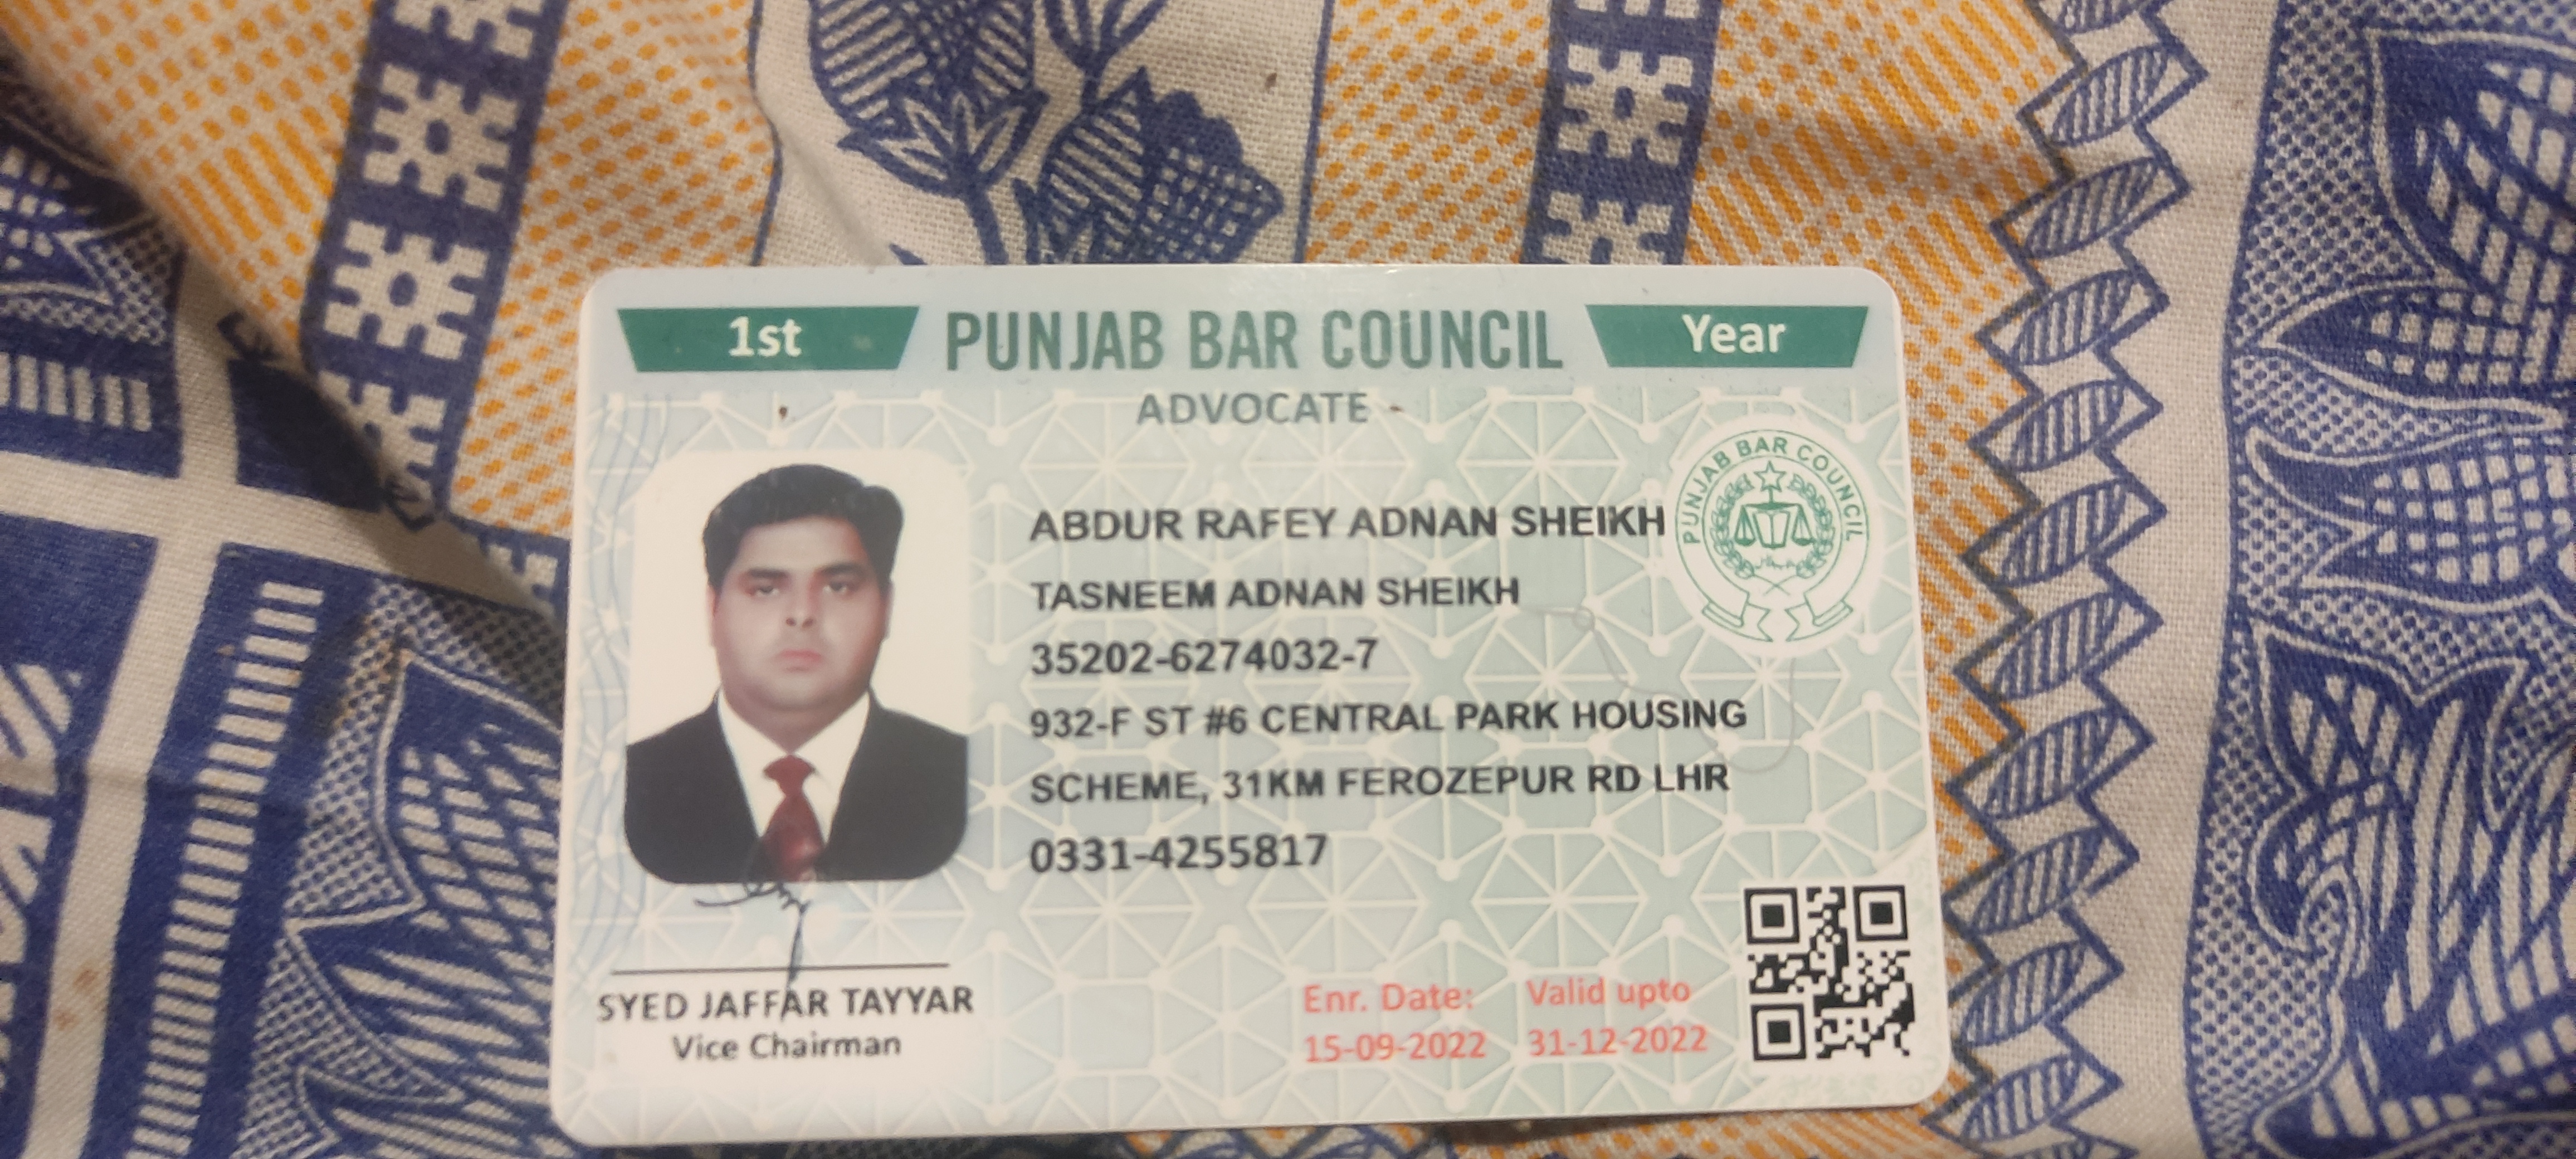 1st PUNJAB BAR COUNCIL Year
ADVOCATE
ABDUR RAFEY ADNAN SHEIKH
TASNEEM ADNAN SHEIKH
35202-6274032-7
932-F ST #6 CENTRAL PARK HOUSING
SCHEME, 31KM FEROZEPUR RD LHR
0331-4255817
PUNJAB BAR COUNCIL
SYED JAFFAR TAYYAR
Vice Chairman
Enr. Date: Valid upto
15-09-2022 31-12-2022